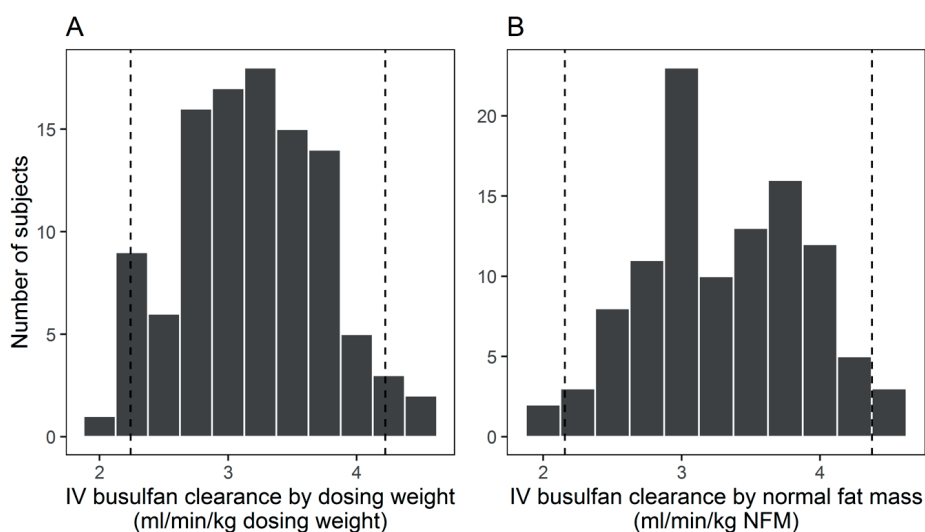 A
B
Number of subjects
15
10
5
0
20
15
10
5
0
2 3 4
2 3 4
IV busulfan clearance by dosing weight
(ml/min/kg dosing weight)
IV busulfan clearance by normal fat mass
(ml/min/kg NFM)